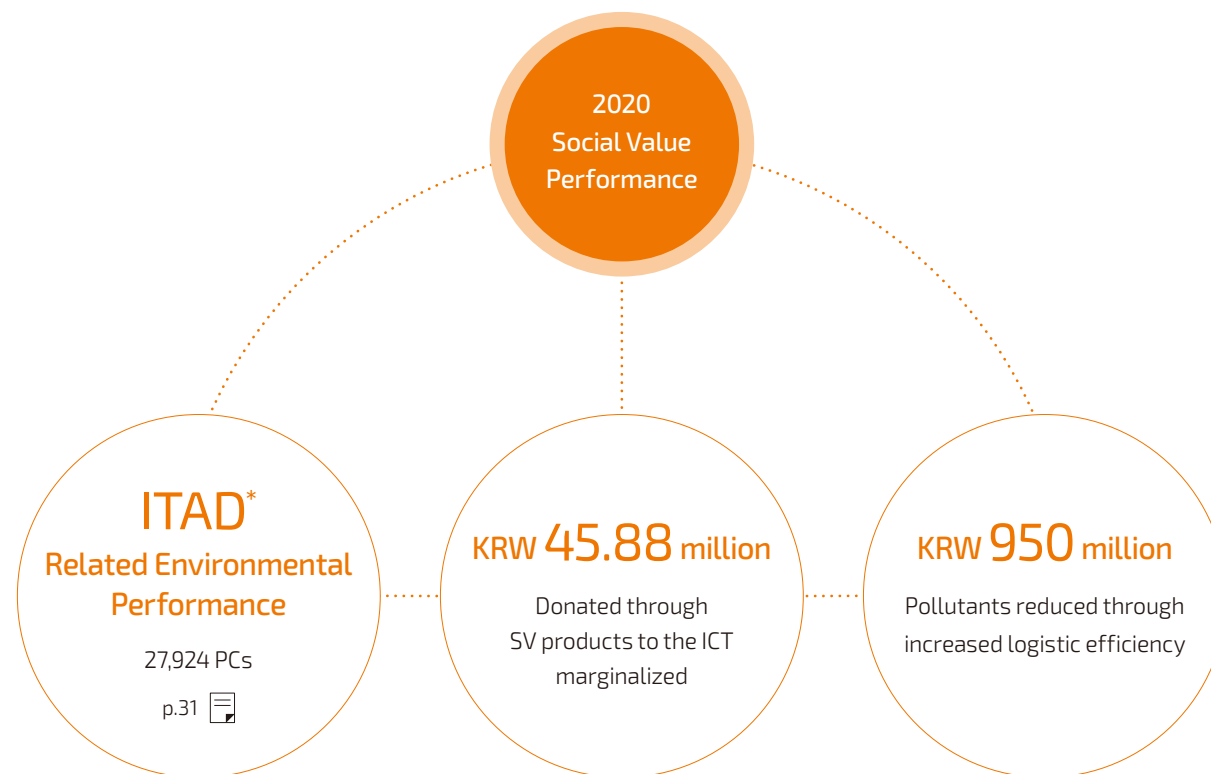 2020
Social Value
Performance
ITAD*
Related Environmental
Performance
27,924 PCs
p.31
KRW 45.88 million
Donated through
SV products to the ICT
marginalized
KRW 950 million
Pollutants reduced through
increased logistic efficiency